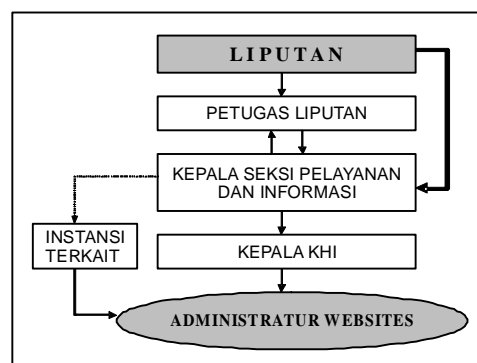 LIPUTAN
PETUGAS LIPUTAN
KEPALA SEKSI PELAYANAN
DAN INFORMASI
INSTANSI
TERKAIT
KEPALA KHI
ADMINISTRATUR WEBSITES